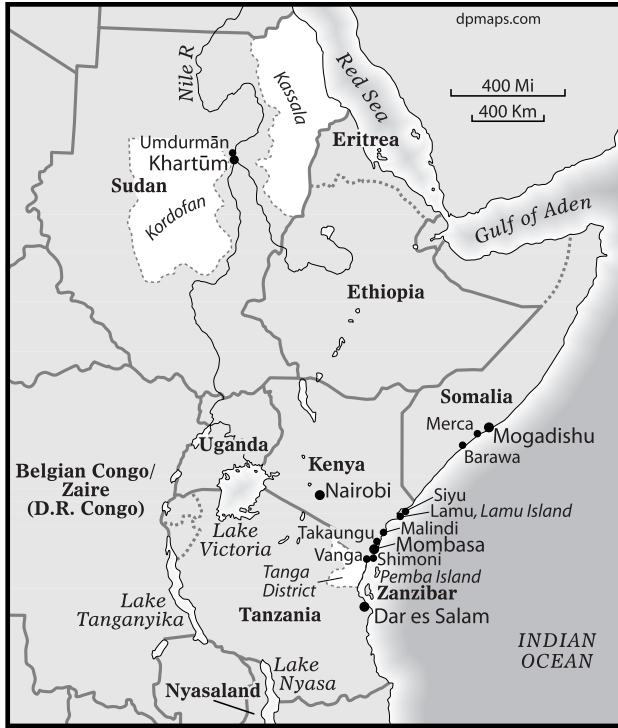 dpmaps.com
400 Mi
400 Km
Nile R
Kassala
Red Sea
Eritrea
Umdurmān
Khartūm
Sudan
Kordofan
Gulf of Aden
Ethiopia
Somalia
Merca
Mogadishu
Barawa
Uganda
Kenya
Belgian Congo/
Zaire
(D.R. Congo)
Nairobi
Siyu
Lamu, Lamu Island
Lake
Victoria
Takaungu
Malindi
Mombasa
Vanga
Shimoni
Tanga
District
Pemba Island
Zanzibar
Lake
Tanganyika
Tanzania
Dar es Salam
INDIAN
OCEAN
Lake
Nyasa
Nyasaland